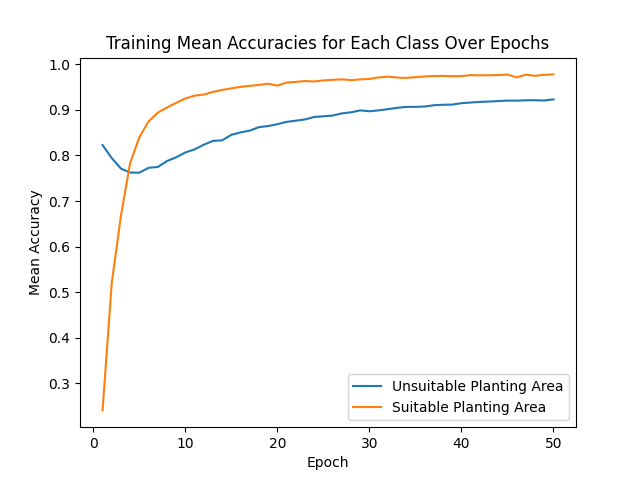 Training Mean Accuracies for Each Class Over Epochs
1.0
0.9
0.8
0.7
0.6
0.5
0.4
0.3
Mean Accuracy
Unsuitable Planting Area
Suitable Planting Area
0 10 20 30 40 50
Epoch